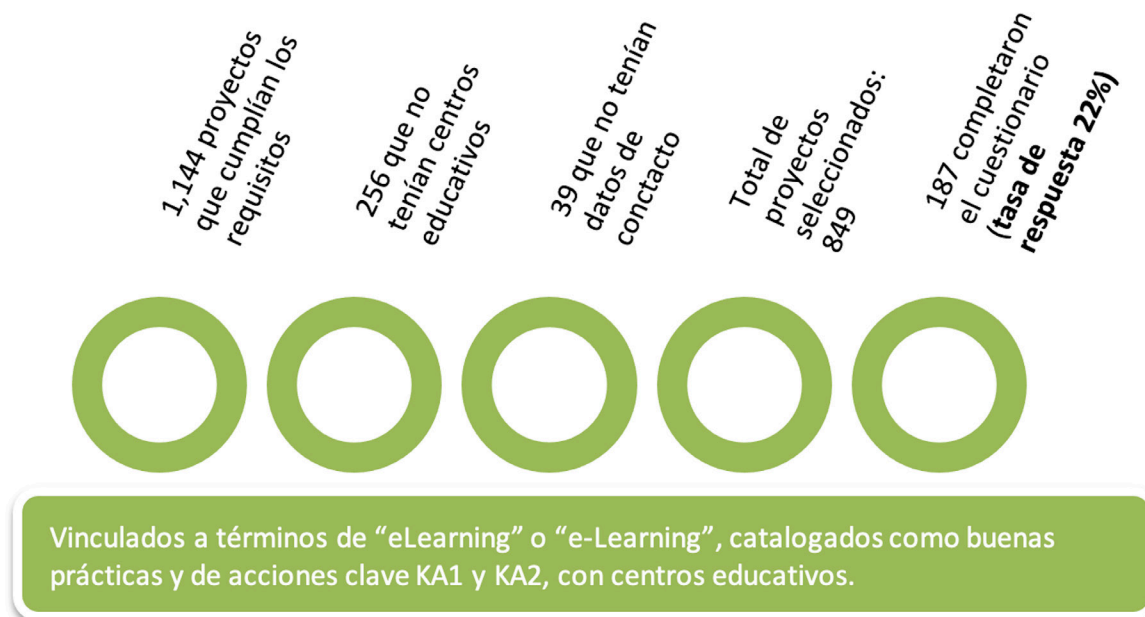 1,144 proyectos
que cumplían los
requisitos
256 que no
tenían centros
educativos
39 que no tenían
datos de
conctacto
Total de
proyectos
seleccionados:
849
187 completaron
el cuestionario
(tasa de
respuesta 22%)
Vinculados a términos de “eLearning” o “e-Learning”, catalogados como buenas
prácticas y de acciones clave KA1 y KA2, con centros educativos.